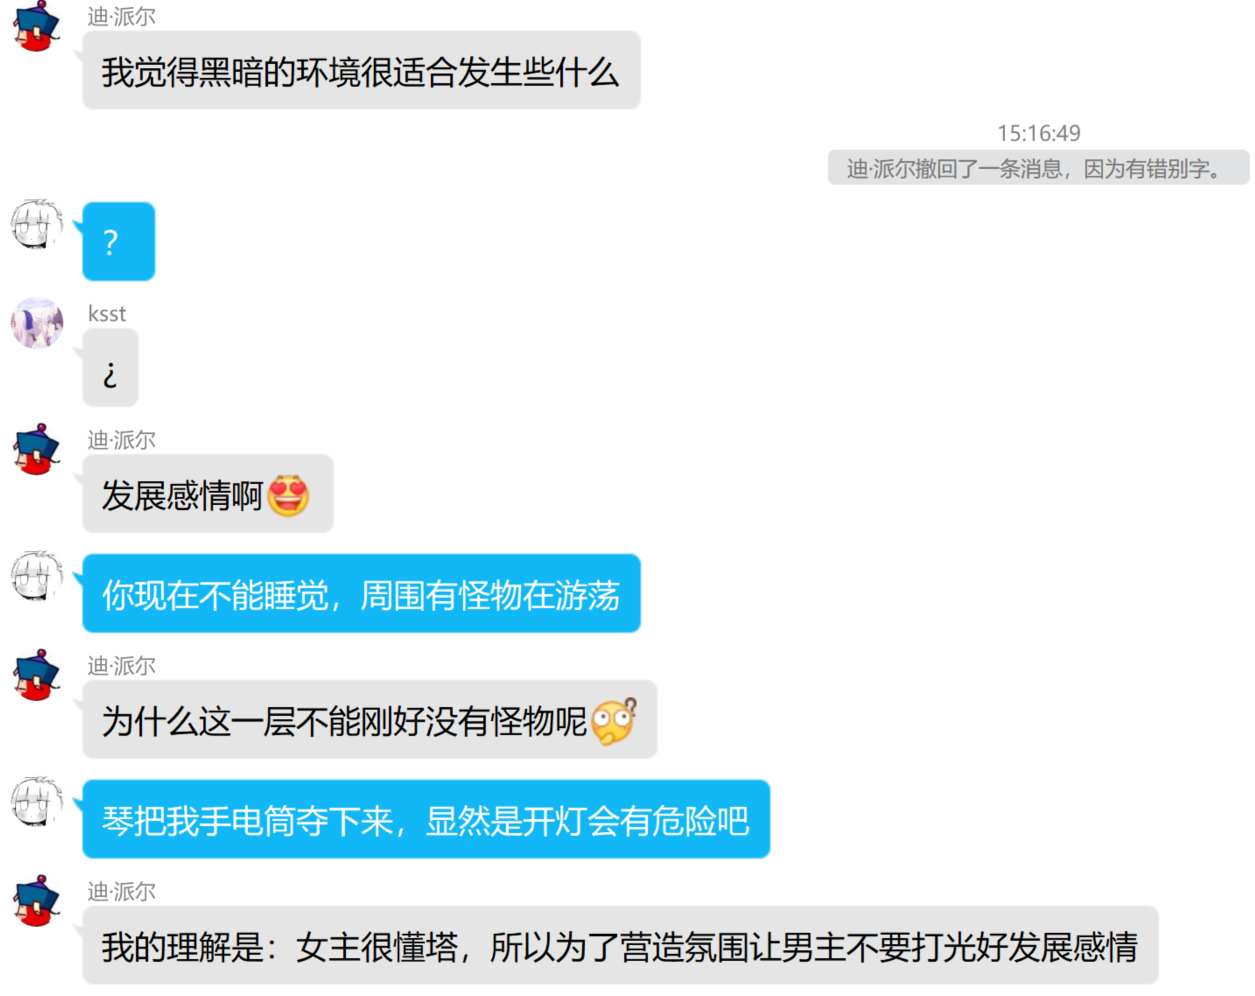 迪·派尔
我觉得黑暗的环境很适合发生些什么
15:16:49
迪·派尔撤回了一条消息，因为有错别字。
？
ksst
¿
迪·派尔
发展感情啊😍
你现在不能睡觉，周围有怪物在游荡
迪·派尔
为什么这一层不能刚好没有怪物呢
琴把我手电筒夺下来，显然是开灯会有危险吧
迪·派尔
我的理解是：女主很懂塔，所以为了营造氛围让男主不要打光好发展感情